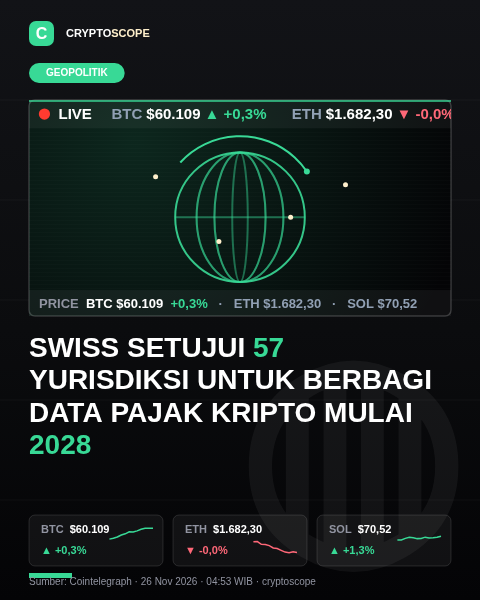 C CRYPTOSCOPE
GEOPOLITIK
LIVE BTC $60.109 ▲ +0,3% ETH $1.682,30 ▼ -0,0%
PRICE BTC $60.109 +0,3% · ETH $1.682,30 · SOL $70,52
SWISS SETUJUI 57
YURISDIKSI UNTUK BERBAGI
DATA PAJAK KRIPTO MULAI
2028
BTC $60.109 ETH $1.682,30 SOL $70,52
▲ +0,3% ▼ -0,0% ▲ +1,3%
Sumber: Cointelegraph · 26 Nov 2026 · 04:53 WIB · cryptoscope